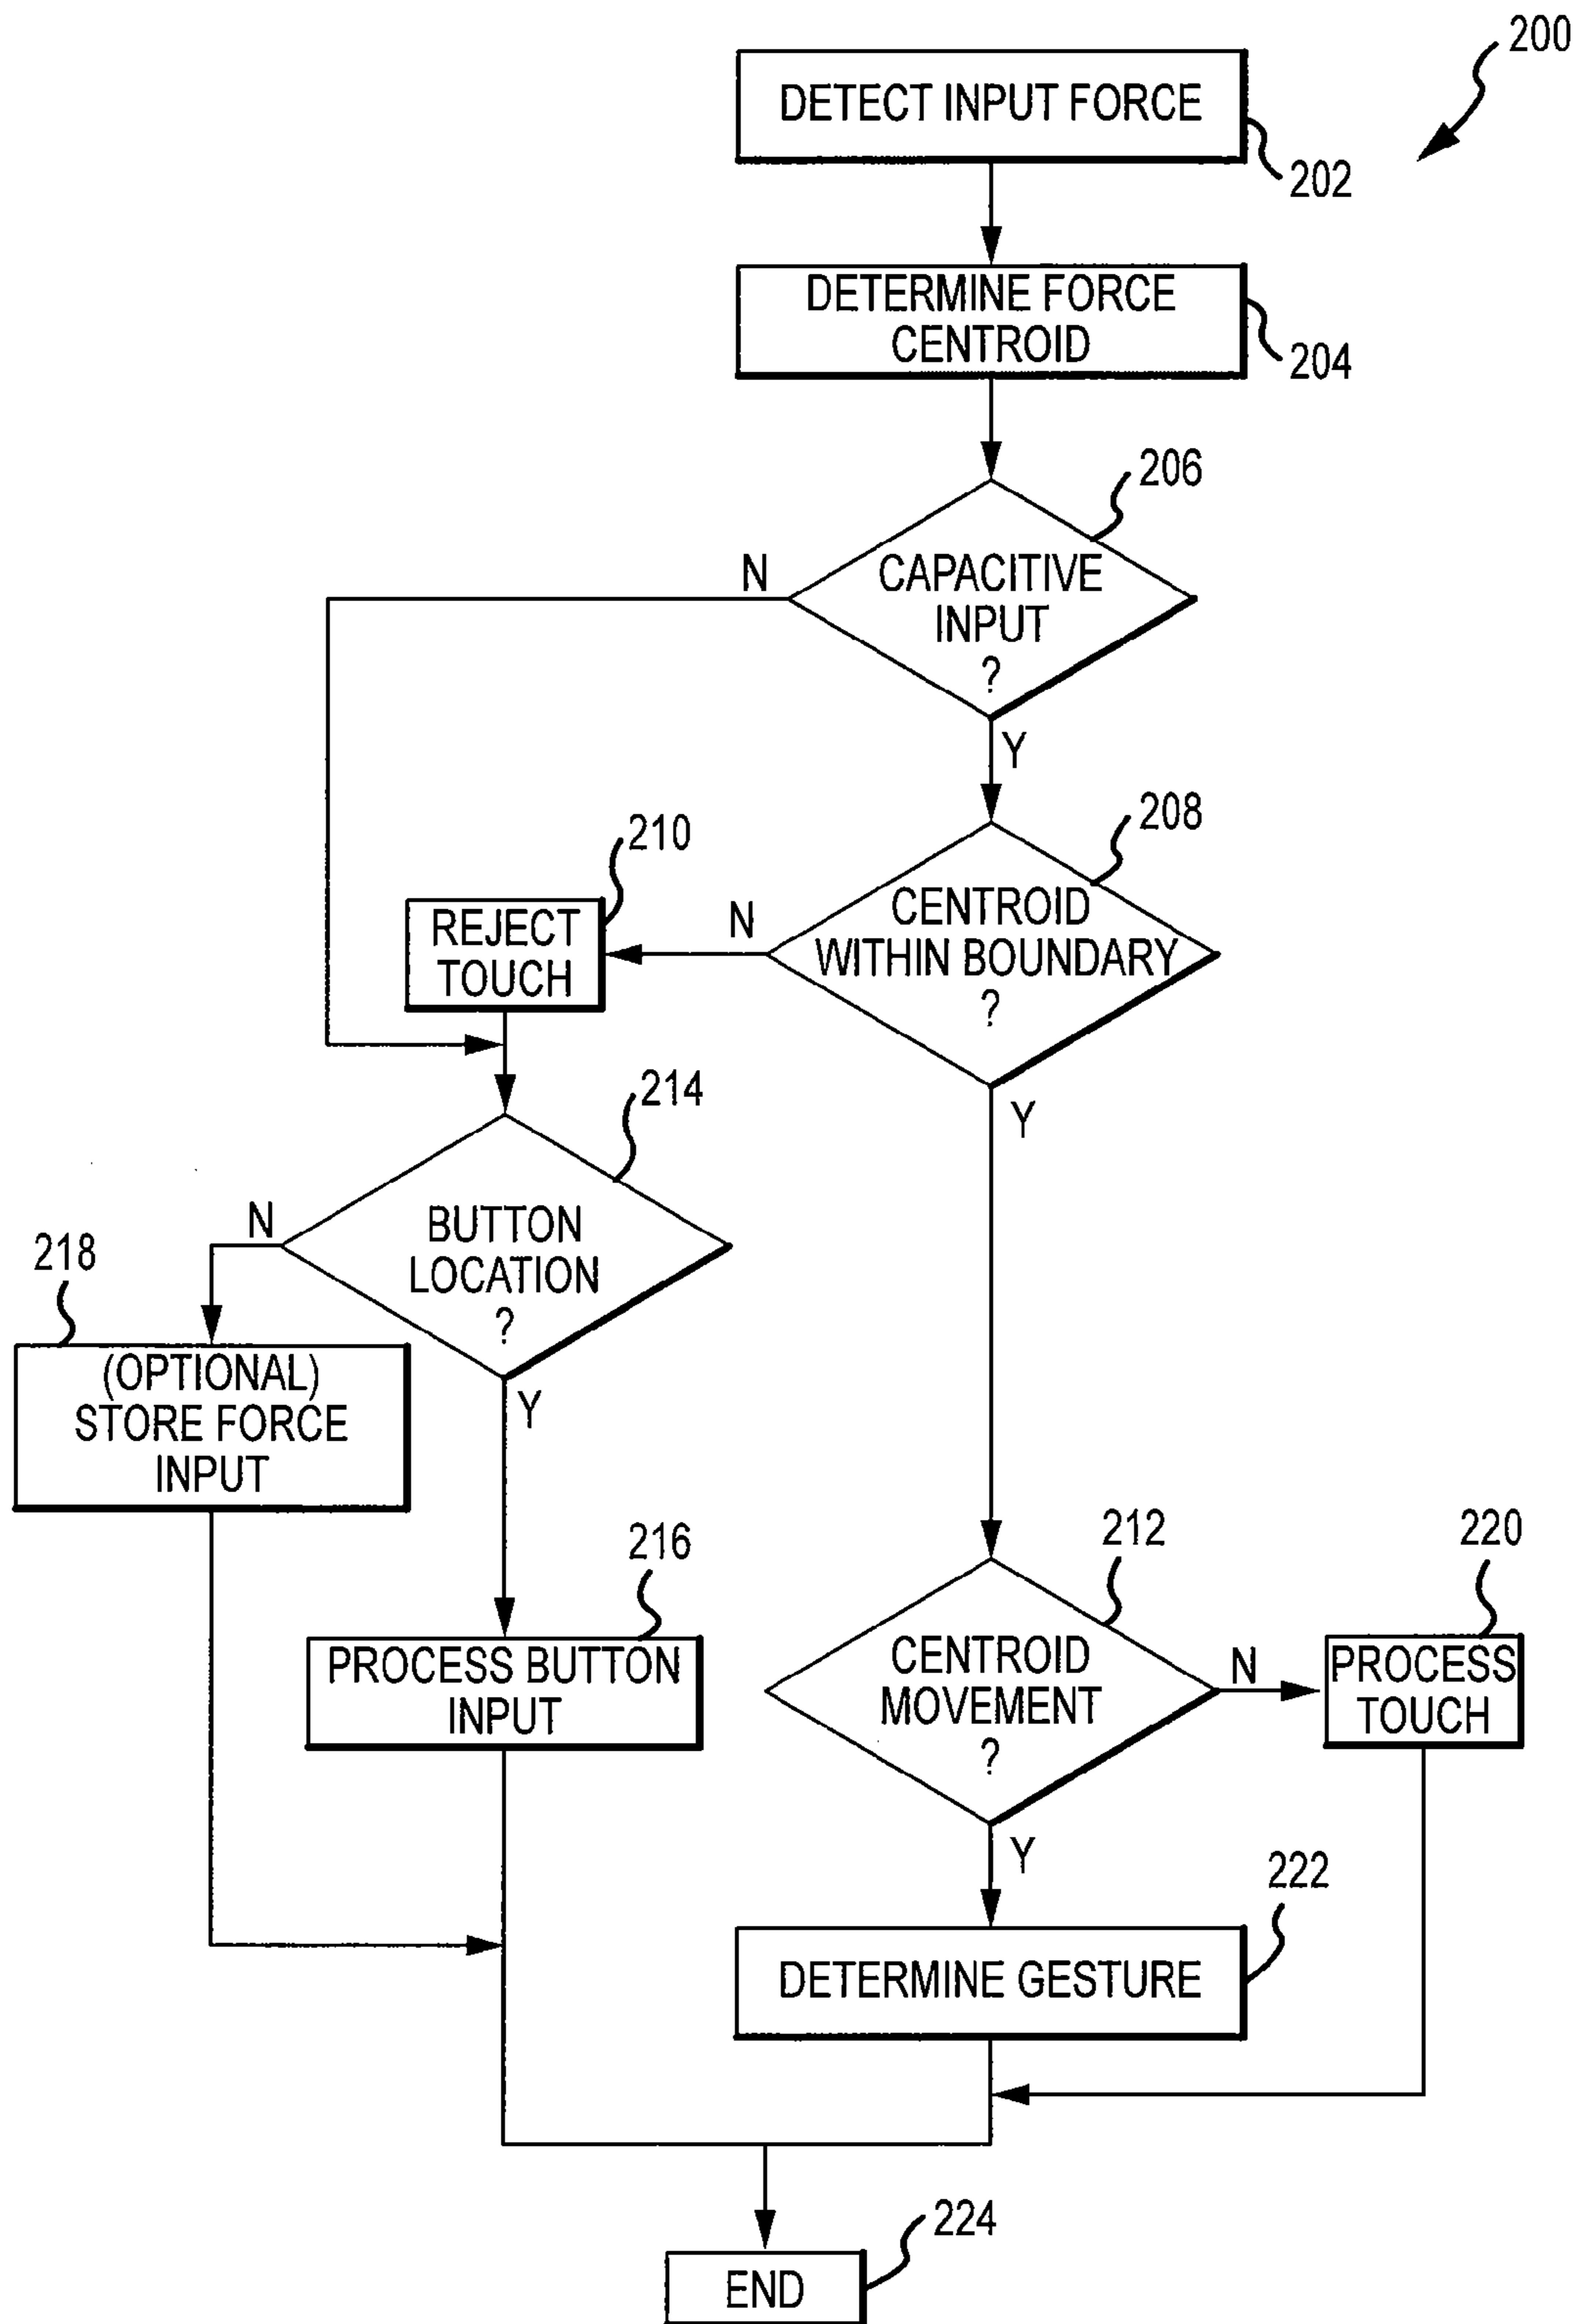 200
DETECT INPUT FORCE
202
DETERMINE FORCE
CENTROID
204
206
CAPACITIVE
INPUT
?
N
Y
208
CENTROID
WITHIN BOUNDARY
?
N
Y
210
REJECT
TOUCH
214
BUTTON
LOCATION
?
N
Y
218
(OPTIONAL)
STORE FORCE
INPUT
216
PROCESS BUTTON
INPUT
212
CENTROID
MOVEMENT
?
N
Y
220
PROCESS
TOUCH
222
DETERMINE GESTURE
224
END